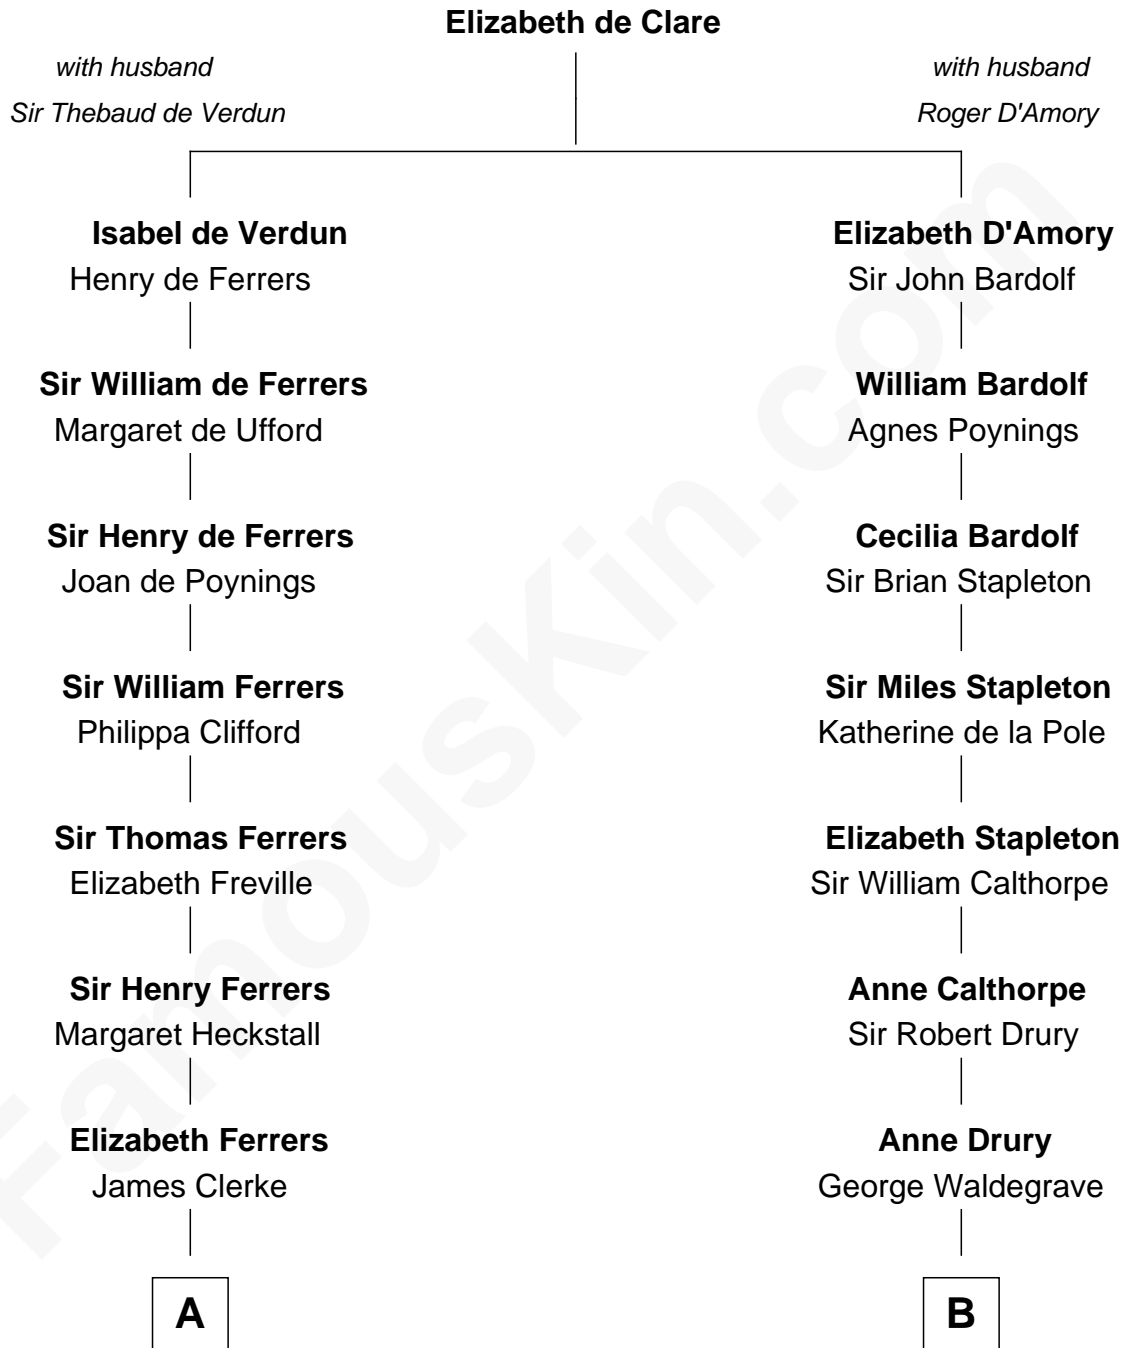 Elizabeth de Clare
with husband
Sir Thebaud de Verdun
with husband
Roger D'Amory
Isabel de Verdun
Henry de Ferrers
Elizabeth D'Amory
Sir John Bardolf
Sir William de Ferrers
Margaret de Ufford
William Bardolf
Agnes Poynings
Sir Henry de Ferrers
Joan de Poynings
Cecilia Bardolf
Sir Brian Stapleton
Sir William Ferrers
Philippa Clifford
Sir Miles Stapleton
Katherine de la Pole
Sir Thomas Ferrers
Elizabeth Freville
Elizabeth Stapleton
Sir William Calthorpe
Sir Henry Ferrers
Margaret Heckstall
Anne Calthorpe
Sir Robert Drury
Elizabeth Ferrers
James Clerke
Anne Drury
George Waldegrave
A
B
FamousKin.com